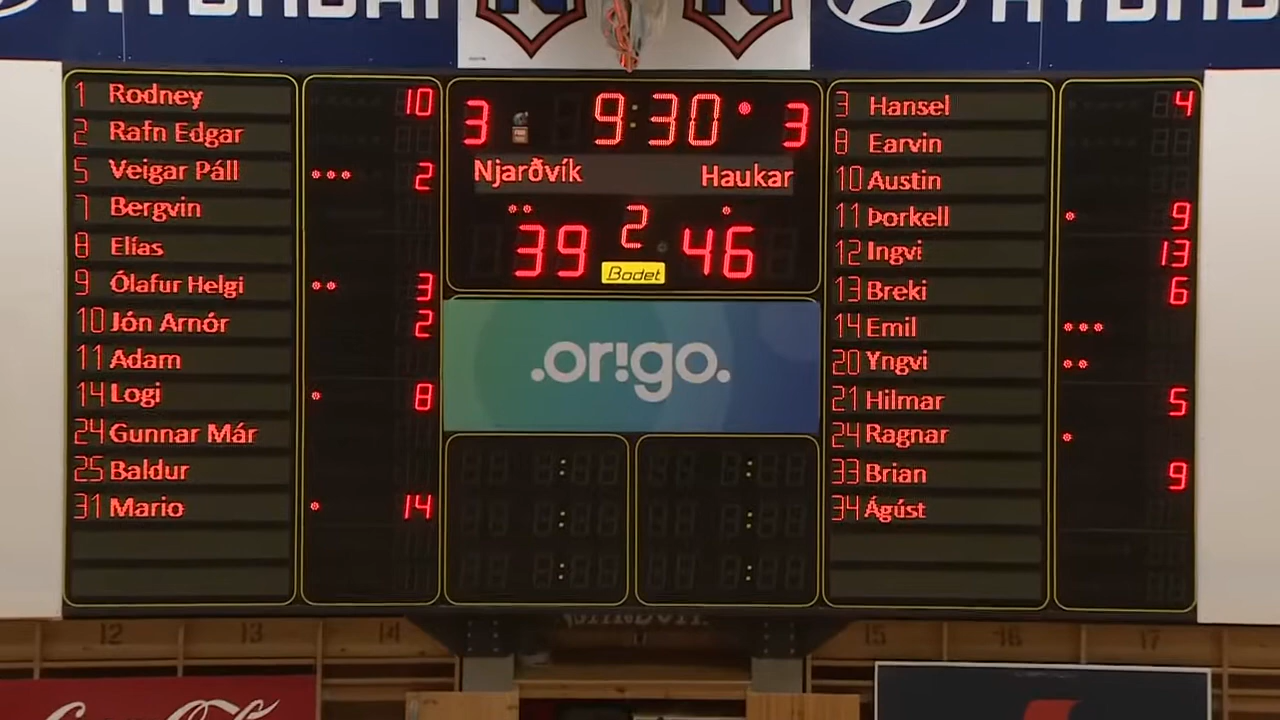 HYUNDAI
HYUNDAI
1 Rodney 10
2 Rafn Edgar
5 Veigar Páll 2
7 Bergvin
8 Elías
9 Ólafur Helgi 3
10 Jón Arnór 2
11 Adam
14 Logi 8
24 Gunnar Már
25 Baldur
31 Mario 14
3 9:30 3
Njarðvík Haukar
39 2 46
Bodet
.origo.
3 Hansel 4
8 Earvin
10 Austin
11 Þorkell 9
12 Ingvi 13
13 Breki 6
14 Emil
20 Yngvi
21 Hilmar 5
24 Ragnar
33 Brian 9
34 Ágúst
12 13 14 15 16 17
Coca-Cola